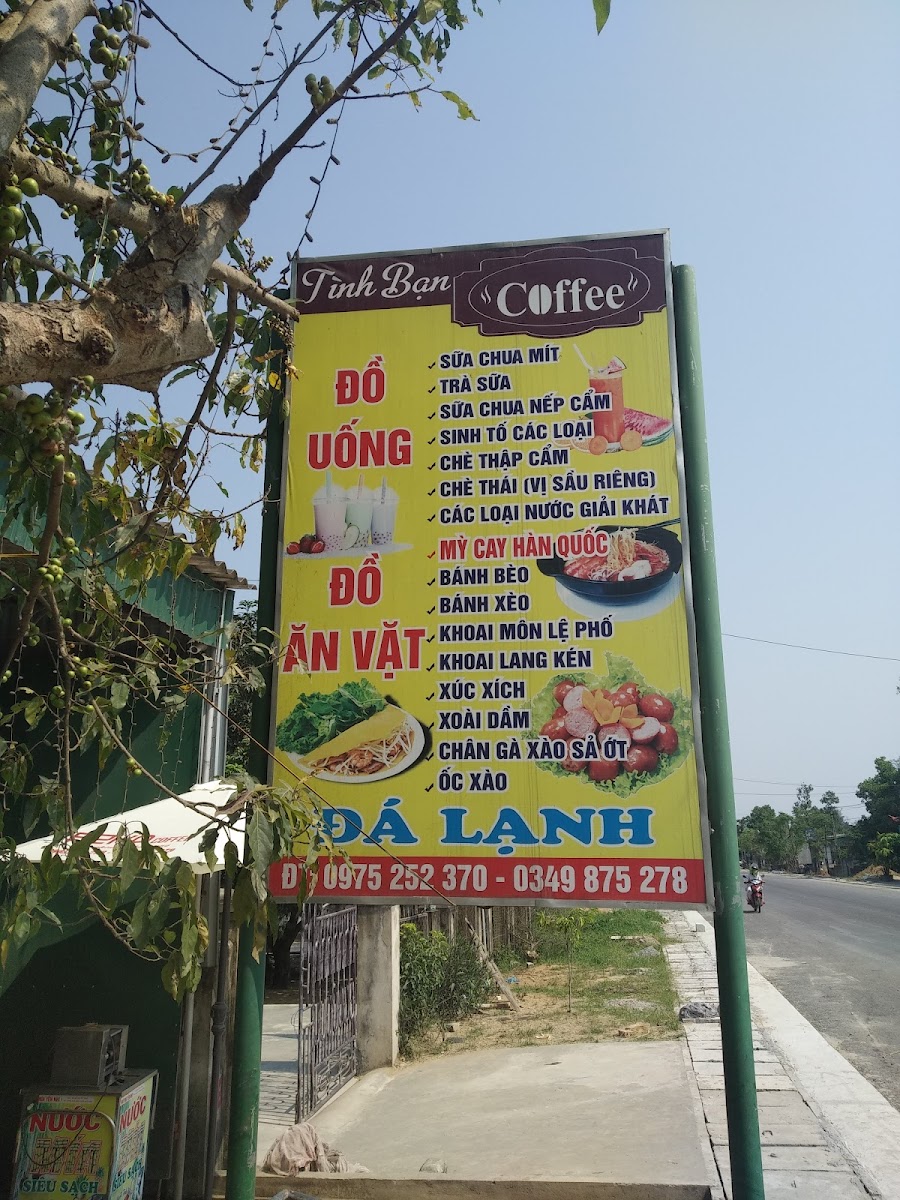 Tình Bạn
Coffee
ĐỒ
UỐNG
SỮA CHUA MÍT
TRÀ SỮA
SỮA CHUA NẾP CẨM
SINH TỐ CÁC LOẠI
CHÈ THẬP CẨM
CHÈ THÁI (VỊ SẦU RIÊNG)
CÁC LOẠI NƯỚC GIẢI KHÁT
ĐỒ
ĂN VẶT
MỲ CAY HÀN QUỐC
BÁNH BÈO
BÁNH XÈO
KHOAI MÔN LỆ PHỐ
KHOAI LANG KÉN
XÚC XÍCH
XOÀI DẦM
CHÂN GÀ XÀO SẢ ỚT
ỐC XÀO
ĐÁ LẠNH
ĐT: 0975 252 370 - 0349 875 278
NƯỚC
SIÊU SẠCH
NƯỚC
SIÊU